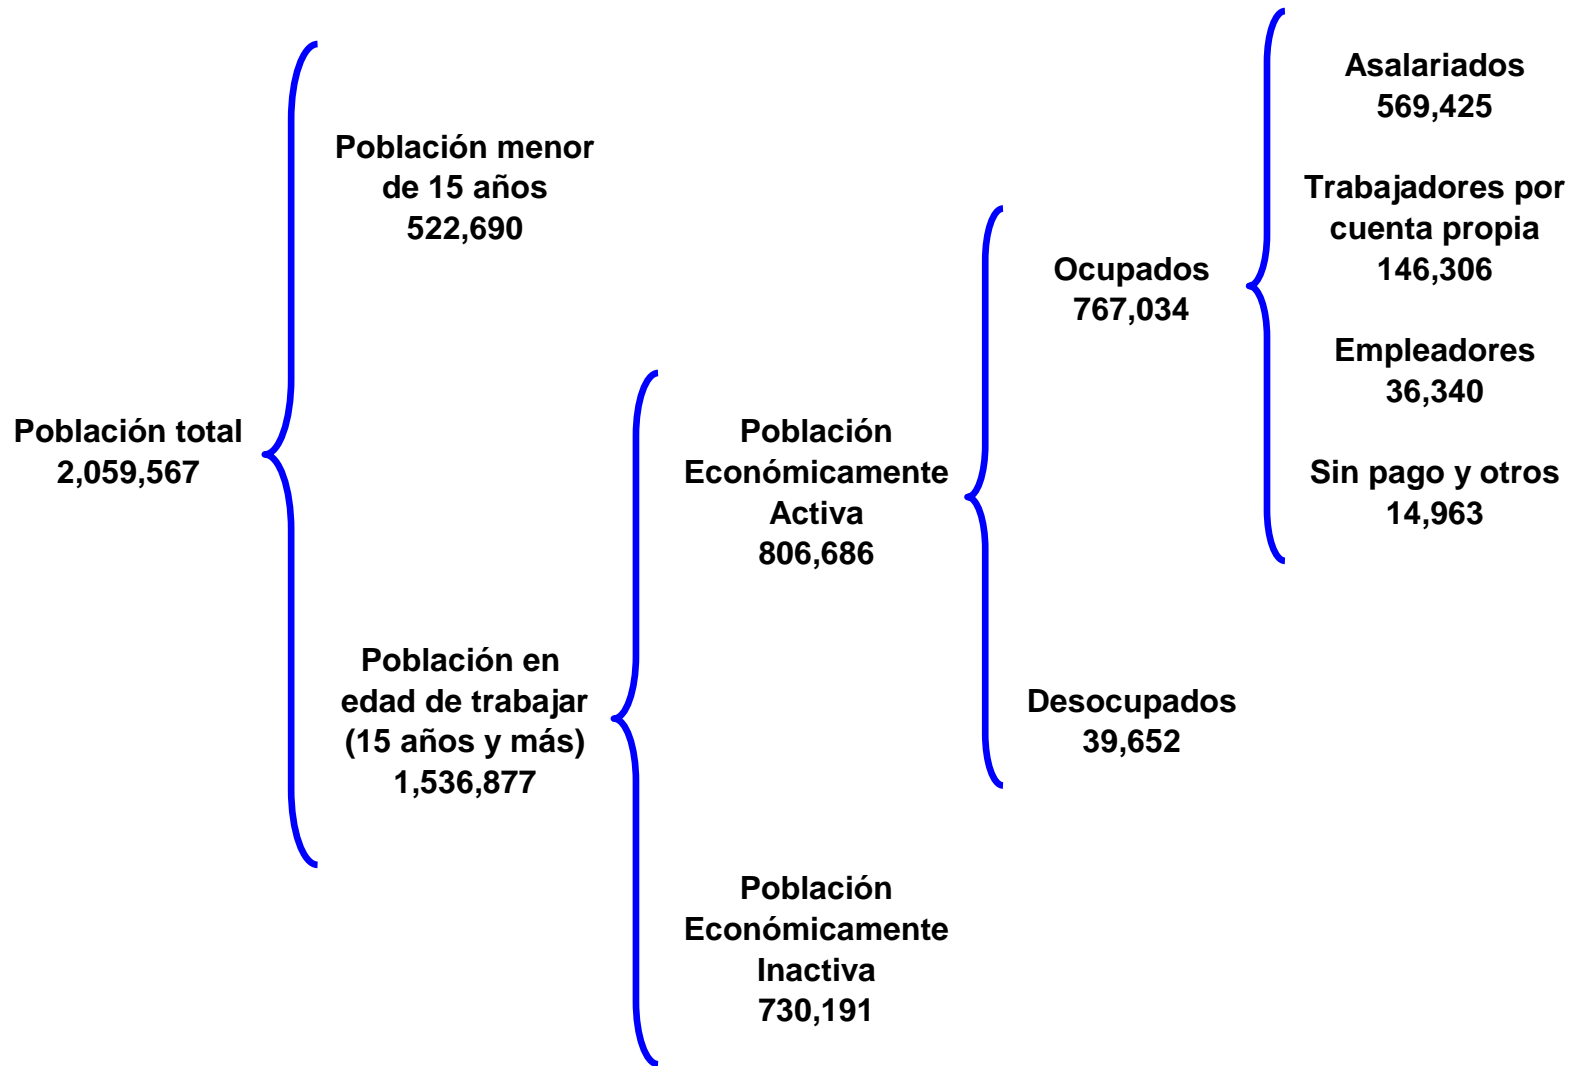 Población total
2,059,567
Población menor
de 15 años
522,690
Población en
edad de trabajar
(15 años y más)
1,536,877
Población
Económicamente
Activa
806,686
Población
Económicamente
Inactiva
730,191
Ocupados
767,034
Desocupados
39,652
Asalariados
569,425
Trabajadores por
cuenta propia
146,306
Empleadores
36,340
Sin pago y otros
14,963